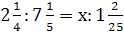 2 1/4 : 7 1/5 = x: 1 2/25